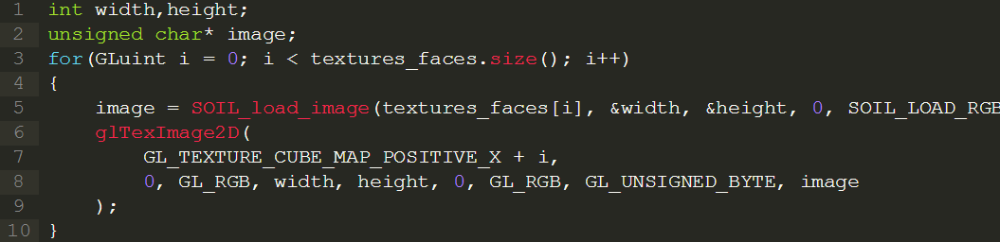 1 int width,height;
2 unsigned char* image;
3 for(GLuint i = 0; i < textures_faces.size(); i++)
4 {
5 image = SOIL_load_image(textures_faces[i], &width, &height, 0, SOIL_LOAD_RGB
6 glTexImage2D(
7 GL_TEXTURE_CUBE_MAP_POSITIVE_X + i,
8 0, GL_RGB, width, height, 0, GL_RGB, GL_UNSIGNED_BYTE, image
9 );
10 }